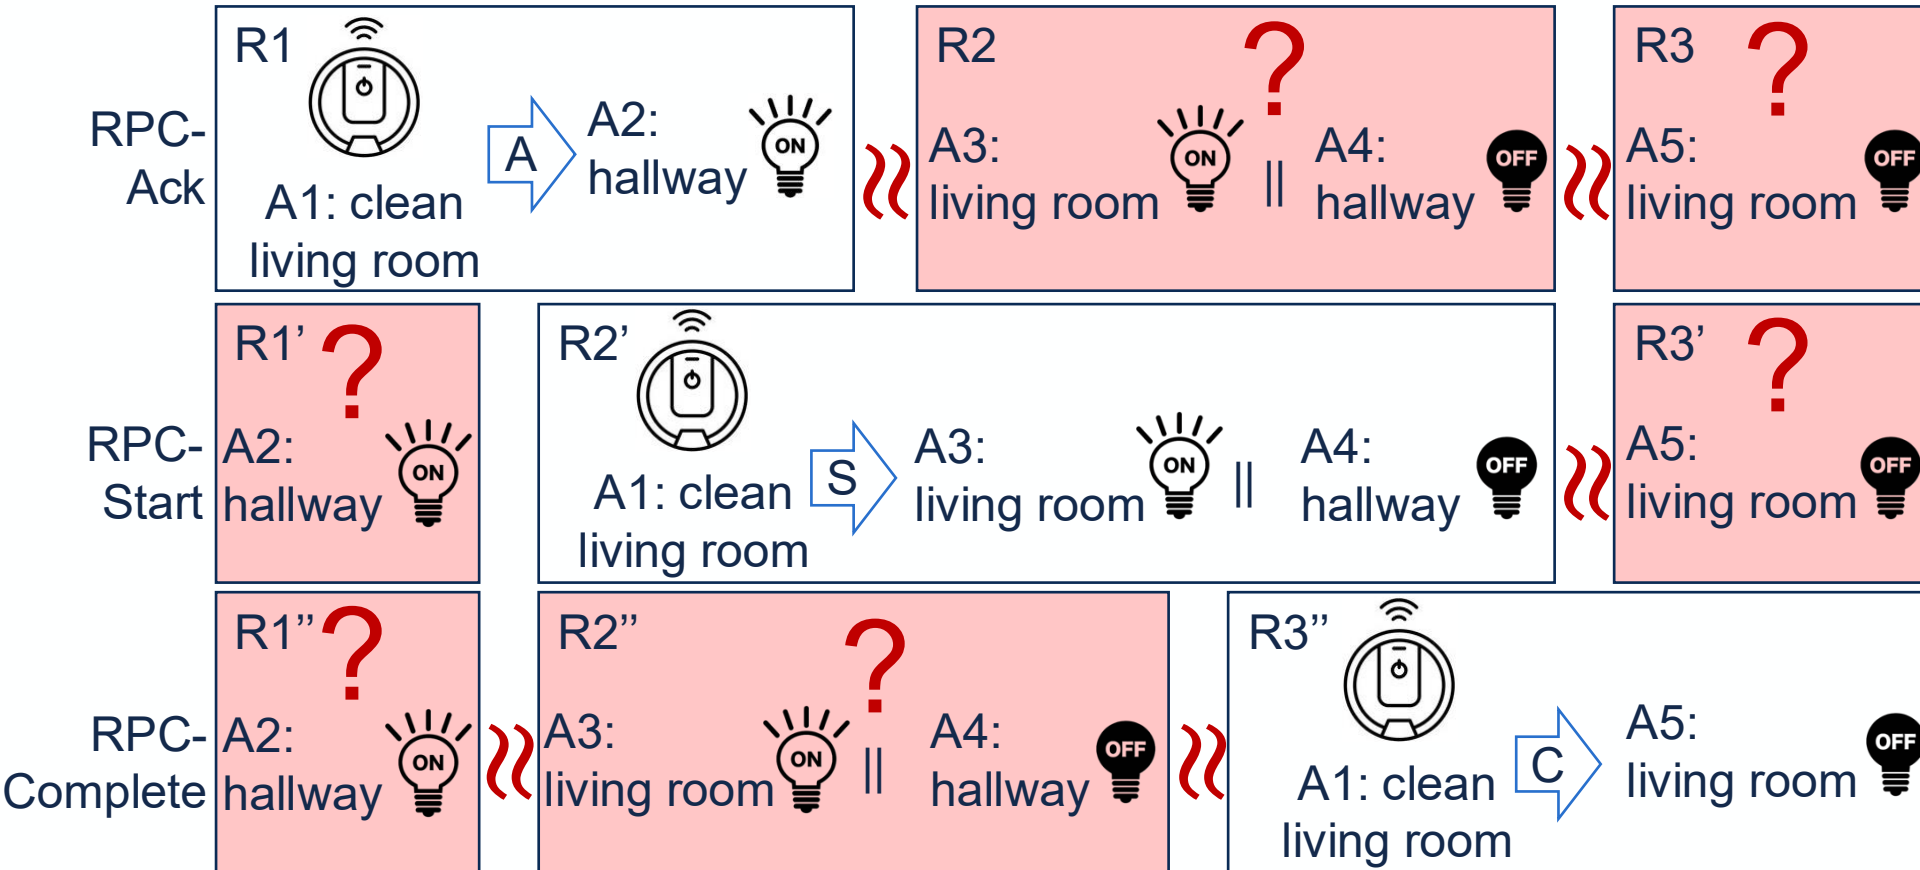 RPC-
Ack
R1
A1: clean
living room
A
A2:
hallway
ON
R2
?
A3:
living room
ON
||
A4:
hallway
OFF
R3
?
A5:
living room
OFF
RPC-
Start
R1’
?
A2:
hallway
ON
R2’
A1: clean
living room
S
A3:
living room
ON
||
A4:
hallway
OFF
R3’
?
A5:
living room
OFF
RPC-
Complete
R1”
?
A2:
hallway
ON
R2”
?
A3:
living room
ON
||
A4:
hallway
OFF
R3”
A1: clean
living room
C
A5:
living room
OFF